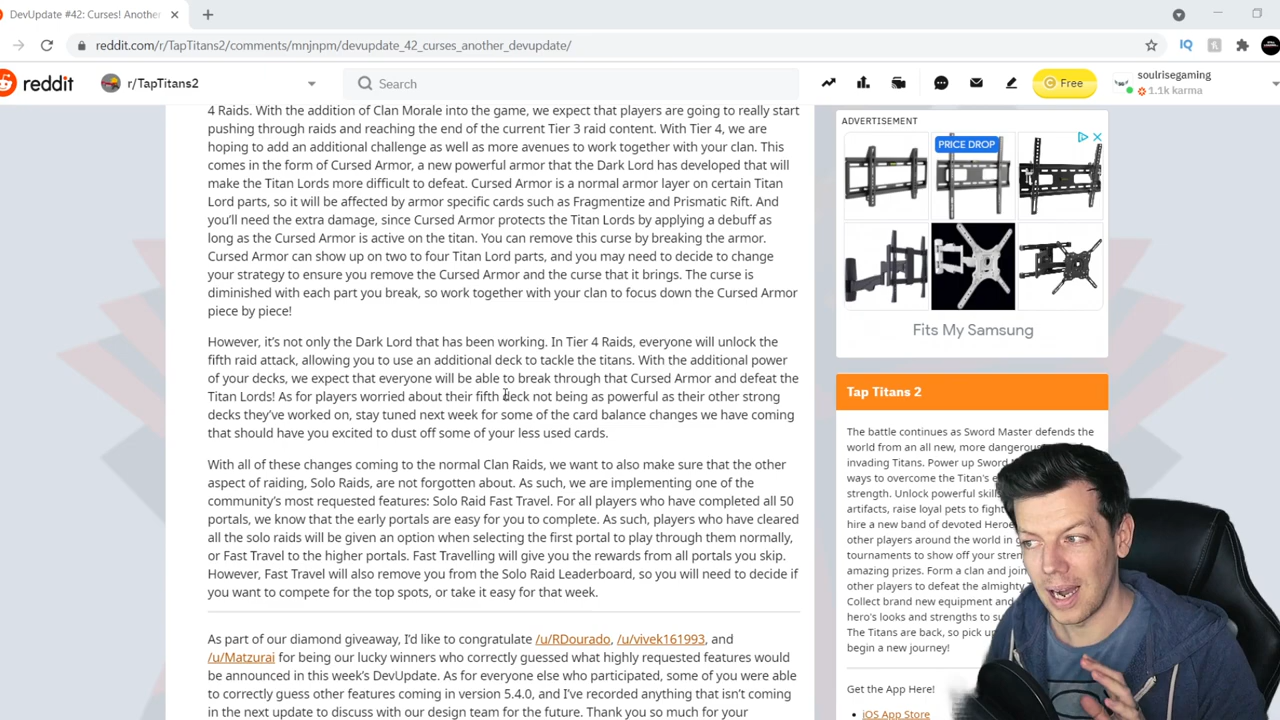 DevUpdate #42: Curses! Another
reddit.com/r/TapTitans2/comments/mnjnpm/devupdate_42_curses_another_devupdate/
IQ
reddit
r/TapTitans2
Search
Free
soulrisegaming
1.1k karma
4 Raids. With the addition of Clan Morale into the game, we expect that players are going to really start
pushing through raids and reaching the end of the current Tier 3 raid content. With Tier 4, we are
hoping to add an additional challenge as well as more avenues to work together with your clan. This
comes in the form of Cursed Armor, a new powerful armor that the Dark Lord has developed that will
make the Titan Lords more difficult to defeat. Cursed Armor is a normal armor layer on certain Titan
Lord parts, so it will be affected by armor specific cards such as Fragmentize and Prismatic Rift. And
you'll need the extra damage, since Cursed Armor protects the Titan Lords by applying a debuff as
long as the Cursed Armor is active on the titan. You can remove this curse by breaking the armor.
Cursed Armor can show up on two to four Titan Lord parts, and you may need to decide to change
your strategy to ensure you remove the Cursed Armor and the curse that it brings. The curse is
diminished with each part you break, so work together with your clan to focus down the Cursed Armor
piece by piece!
However, it's not only the Dark Lord that has been working. In Tier 4 Raids, everyone will unlock the
fifth raid attack, allowing you to use an additional deck to tackle the titans. With the additional power
of your decks, we expect that everyone will be able to break through that Cursed Armor and defeat the
Titan Lords! As for players worried about their fifth deck not being as powerful as their other strong
decks they've worked on, stay tuned next week for some of the card balance changes we have coming
that should have you excited to dust off some of your less used cards.
With all of these changes coming to the normal Clan Raids, we want to also make sure that the other
aspect of raiding, Solo Raids, are not forgotten about. As such, we are implementing one of the
community's most requested features: Solo Raid Fast Travel. For all players who have completed all 50
portals, we know that the early portals are easy for you to complete. As such, players who have cleared
all the solo raids will be given an option when selecting the first portal to play through them normally,
or Fast Travel to the higher portals. Fast Travelling will give you the rewards from all portals you skip.
However, Fast Travel will also remove you from the Solo Raid Leaderboard, so you will need to decide if
you want to compete for the top spots, or take it easy for that week.
As part of our diamond giveaway, I'd like to congratulate /u/RDourado, /u/vivek161993, and
/u/Matzurai for being our lucky winners who correctly guessed what highly requested features would
be announced in this week's DevUpdate. As for everyone else who participated, some of you were able
to correctly guess other features coming in version 5.4.0, and I've recorded anything that isn't coming
in the next update to discuss with our design team for the future. Thank you so much for your
ADVERTISEMENT
PRICE DROP
Fits My Samsung
Tap Titans 2
The battle continues as Sword Master defends the
world from an all new, more dangerous
invading Titans. Power up Sword
ways to overcome the Titan's
strength. Unlock powerful skills
artifacts, raise loyal pets to fight
hire a new band of devoted Heroes
other players around the world in
tournaments to show off your
amazing prizes. Form a clan and join
other players to defeat the almighty
Collect brand new equipment and
hero's looks and strengths to
The Titans are back, so pick up
begin a new journey!
Get the App Here!
iOS App Store